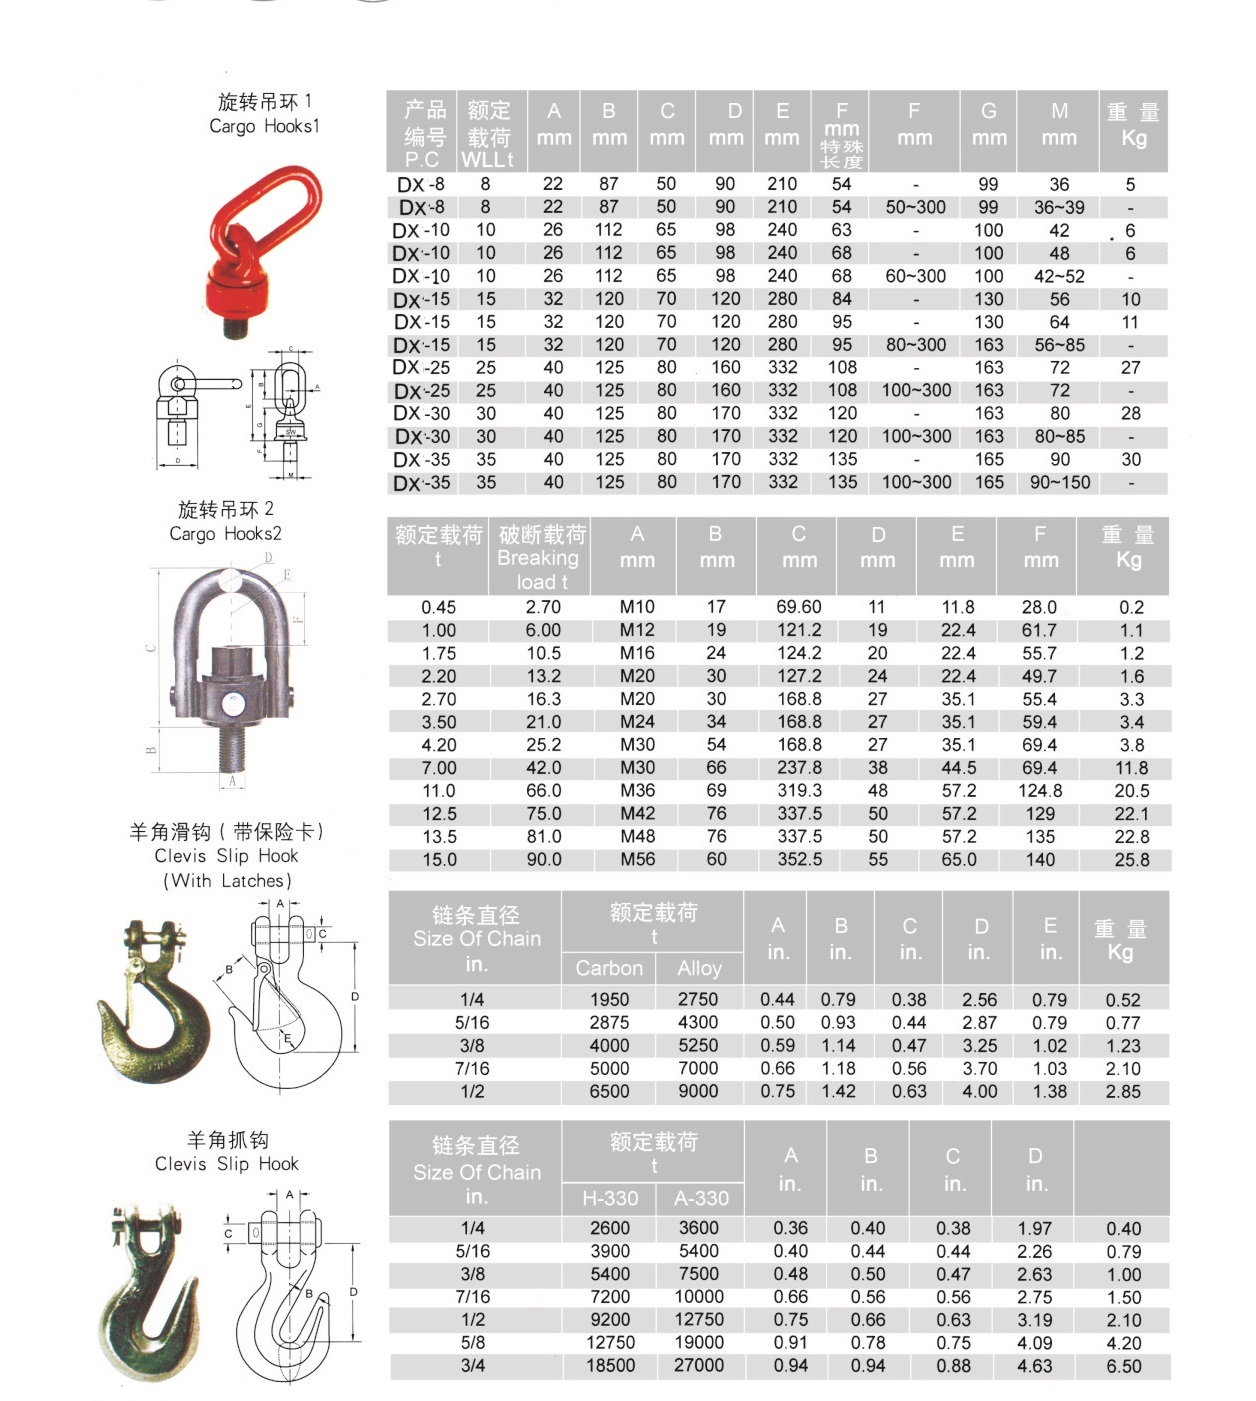 旋转吊环 1
Cargo Hooks1
产品编号 P.C 额定载荷 WLL t A mm B mm C mm D mm E mm F mm 特殊长度 F mm G mm M mm 重量 Kg
DX-8 8 22 87 50 90 210 54 - 99 36 5
DX-8 8 22 87 50 90 210 54 50~300 99 36~39 -
DX-10 10 26 112 65 98 240 63 - 100 42 6
DX-10 10 26 112 65 98 240 68 - 100 48 6
DX-10 10 26 112 65 98 240 68 60~300 100 42~52 -
DX-15 15 32 120 70 120 280 84 - 130 56 10
DX-15 15 32 120 70 120 280 95 - 130 64 11
DX-15 15 32 120 70 120 280 95 80~300 163 56~85 -
DX-25 25 40 125 80 160 332 108 - 163 72 27
DX-25 25 40 125 80 160 332 108 100~300 163 72 -
DX-30 30 40 125 80 170 332 120 - 163 80 28
DX-30 30 40 125 80 170 332 120 100~300 163 80~85 -
DX-35 35 40 125 80 170 332 135 - 165 90 30
DX-35 35 40 125 80 170 332 135 100~300 165 90~150 -
C
B
A
E
G
SW
F
D
M
旋转吊环 2
Cargo Hooks2
D
E
F
C
B
A
额定载荷 t 破断载荷 Breaking load t A mm B mm C mm D mm E mm F mm 重量 Kg
0.45 2.70 M10 17 69.60 11 11.8 28.0 0.2
1.00 6.00 M12 19 121.2 19 22.4 61.7 1.1
1.75 10.5 M16 24 124.2 20 22.4 55.7 1.2
2.20 13.2 M20 30 127.2 24 22.4 49.7 1.6
2.70 16.3 M20 30 168.8 27 35.1 55.4 3.3
3.50 21.0 M24 34 168.8 27 35.1 59.4 3.4
4.20 25.2 M30 54 168.8 27 35.1 69.4 3.8
7.00 42.0 M30 66 237.8 38 44.5 69.4 11.8
11.0 66.0 M36 69 319.3 48 57.2 124.8 20.5
12.5 75.0 M42 76 337.5 50 57.2 129 22.1
13.5 81.0 M48 76 337.5 50 57.2 135 22.8
15.0 90.0 M56 60 352.5 55 65.0 140 25.8
羊角滑钩（带保险卡）
Clevis Slip Hook
(With Latches)
A
C
B
D
E
链条直径 Size Of Chain in. 额定载荷 t A in. B in. C in. D in. E in. 重量 Kg
Carbon Alloy
1/4 1950 2750 0.44 0.79 0.38 2.56 0.79 0.52
5/16 2875 4300 0.50 0.93 0.44 2.87 0.79 0.77
3/8 4000 5250 0.59 1.14 0.47 3.25 1.02 1.23
7/16 5000 7000 0.66 1.18 0.56 3.70 1.03 2.10
1/2 6500 9000 0.75 1.42 0.63 4.00 1.38 2.85
羊角抓钩
Clevis Slip Hook
A
C
B
D
链条直径 Size Of Chain in. 额定载荷 t A in. B in. C in. D in.
H-330 A-330
1/4 2600 3600 0.36 0.40 0.38 1.97 0.40
5/16 3900 5400 0.40 0.44 0.44 2.26 0.79
3/8 5400 7500 0.48 0.50 0.47 2.63 1.00
7/16 7200 10000 0.66 0.56 0.56 2.75 1.50
1/2 9200 12750 0.75 0.66 0.63 3.19 2.10
5/8 12750 19000 0.91 0.78 0.75 4.09 4.20
3/4 18500 27000 0.94 0.94 0.88 4.63 6.50